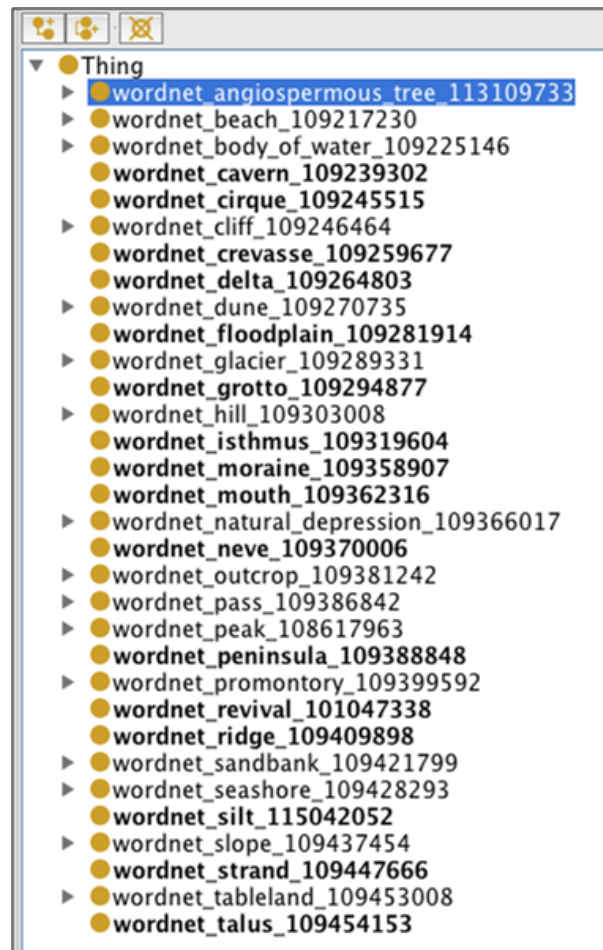 Thing
wordnet_angiospermous_tree_113109733
wordnet_beach_109217230
wordnet_body_of_water_109225146
wordnet_cavern_109239302
wordnet_cirque_109245515
wordnet_cliff_109246464
wordnet_crevasse_109259677
wordnet_delta_109264803
wordnet_dune_109270735
wordnet_floodplain_109281914
wordnet_glacier_109289331
wordnet_grotto_109294877
wordnet_hill_109303008
wordnet_isthmus_109319604
wordnet_moraine_109358907
wordnet_mouth_109362316
wordnet_natural_depression_109366017
wordnet_neve_109370006
wordnet_outcrop_109381242
wordnet_pass_109386842
wordnet_peak_108617963
wordnet_peninsula_109388848
wordnet_promontory_109399592
wordnet_revival_101047338
wordnet_ridge_109409898
wordnet_sandbank_109421799
wordnet_seashore_109428293
wordnet_silt_115042052
wordnet_slope_109437454
wordnet_strand_109447666
wordnet_tableland_109453008
wordnet_talus_109454153